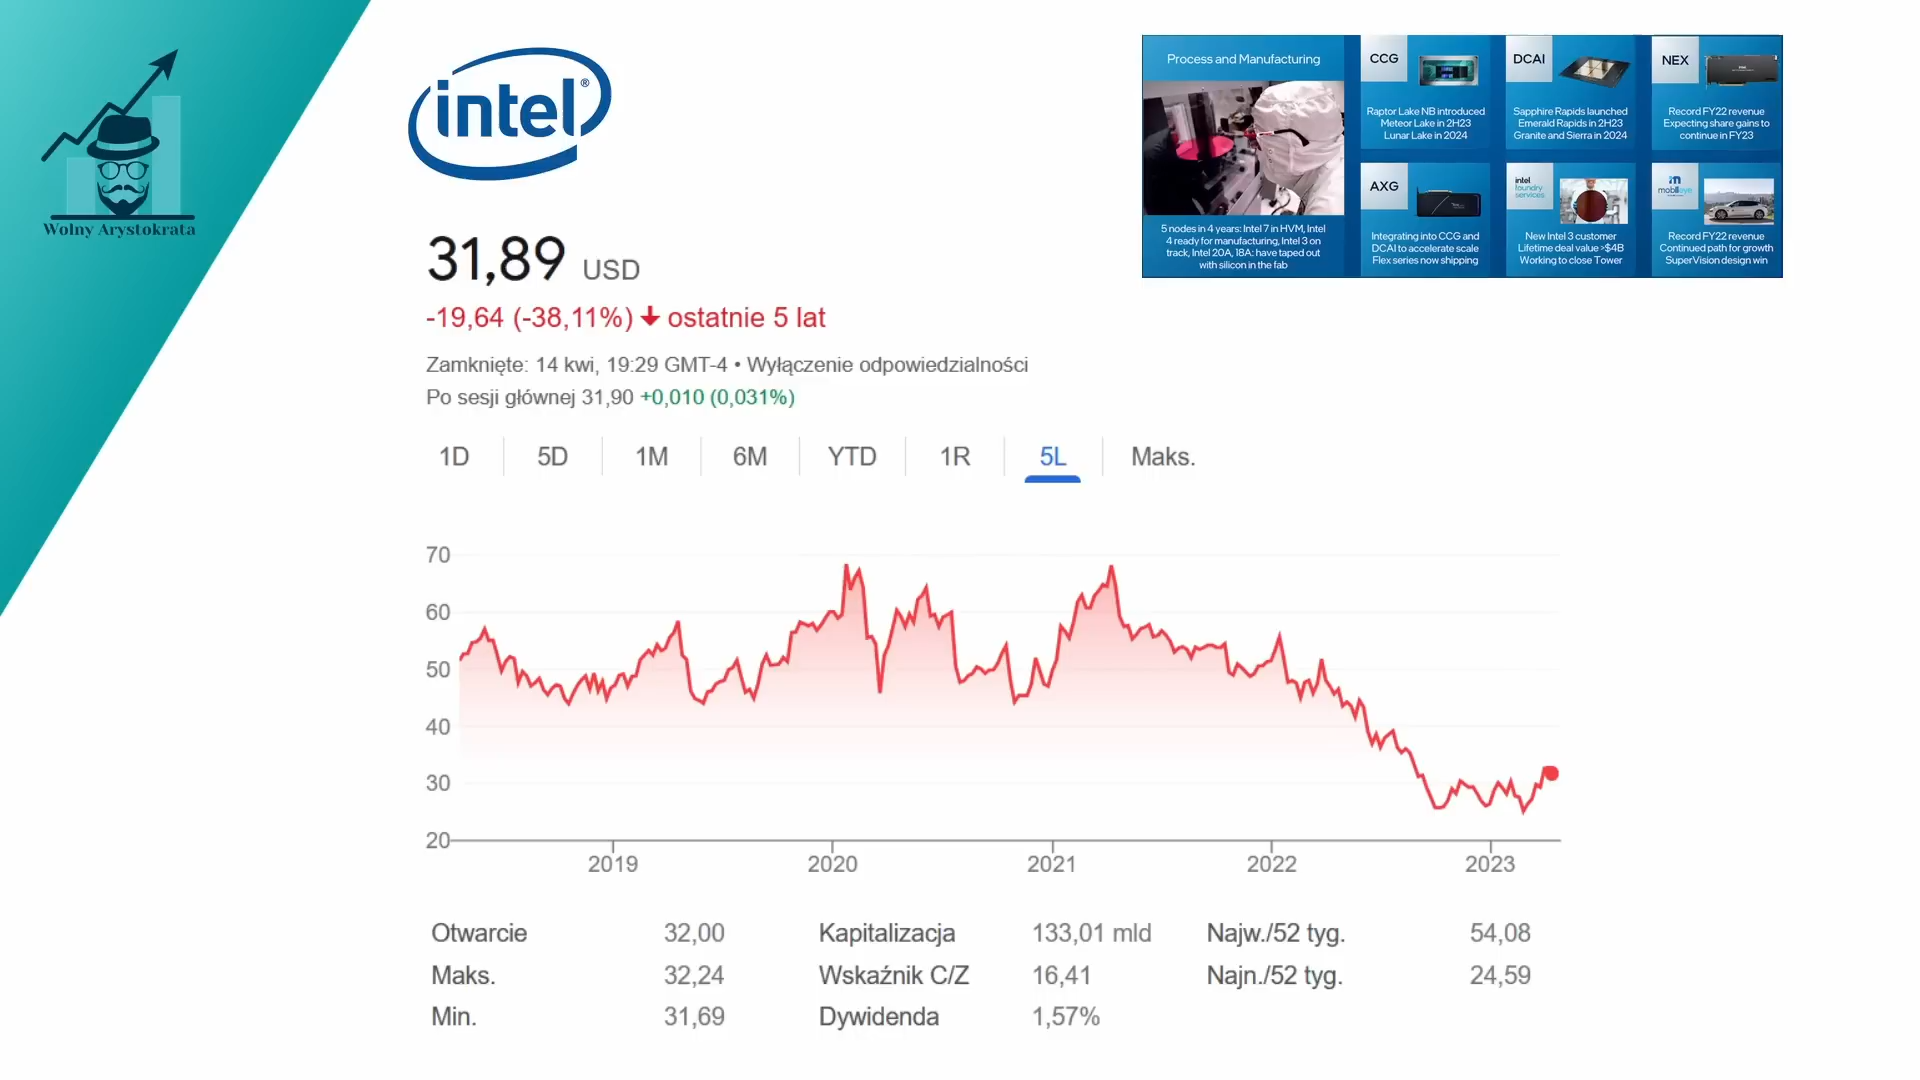 Wolny Arystokrata
intel®
31,89 USD
-19,64 (-38,11%) ostatnie 5 lat
Zamknięte: 14 kwi, 19:29 GMT-4 • Wyłączenie odpowiedzialności
Po sesji głównej 31,90 +0,010 (0,031%)
1D 5D 1M 6M YTD 1R 5L Maks.
Process and Manufacturing
5 nodes in 4 years: Intel 7 in HVM, Intel
4 ready for manufacturing, Intel 3 on
track, Intel 20A, 18A: have taped out
with silicon in the fab
CCG
Raptor Lake NB introduced
Meteor Lake in 2H23
Lunar Lake in 2024
DCAI
Sapphire Rapids launched
Emerald Rapids in 2H23
Granite and Sierra in 2024
NEX
Record FY22 revenue
Expecting share gains to
continue in FY23
AXG
Integrating into CCG and
DCAI to accelerate scale
Flex series now shipping
intel
foundry
services
New Intel 3 customer
Lifetime deal value >$4B
Working to close Tower
mobileye
Record FY22 revenue
Continued path for growth
SuperVision design win
70
60
50
40
30
20
2019 2020 2021 2022 2023
Otwarcie 32,00 Kapitalizacja 133,01 mld Najw./52 tyg. 54,08
Maks. 32,24 Wskaźnik C/Z 16,41 Najn./52 tyg. 24,59
Min. 31,69 Dywidenda 1,57%